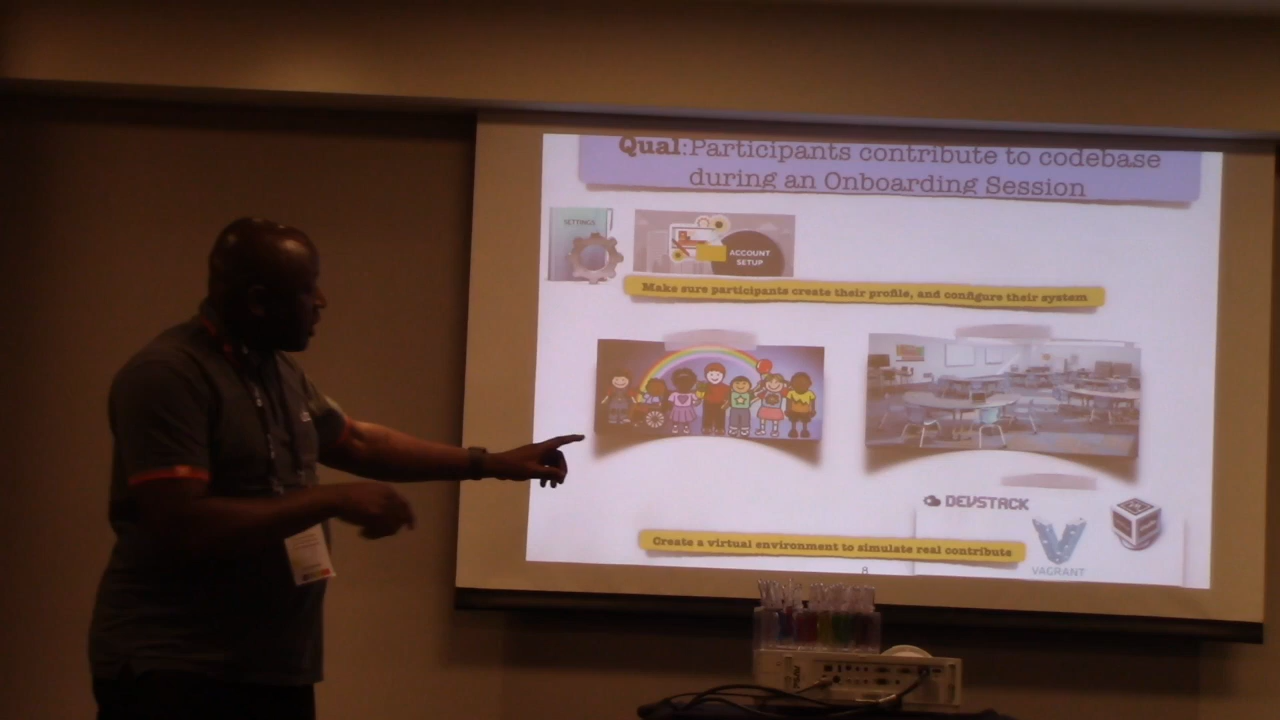 Qual:Participants contribute to codebase
during an Onboarding Session
SETTINGS
ACCOUNT
SETUP
Make sure participants create their profile, and configure their system
DEVSTACK
Create a virtual environment to simulate real contribute
VAGRANT
8